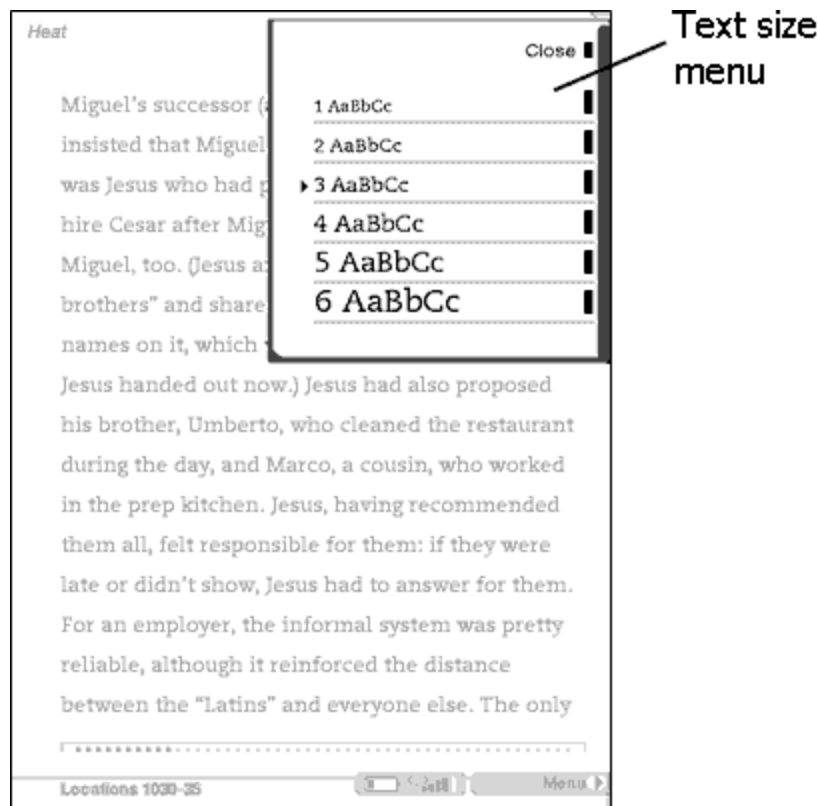 Heat
Close
Text size
menu
1 AaBbCc
2 AaBbCc
3 AaBbCc
4 AaBbCc
5 AaBbCc
6 AaBbCc
Miguel's successor (
insisted that Miguel
was Jesus who had p
hire Cesar after Mig
Miguel, too. (Jesus a
brothers" and share
names on it, which
Jesus handed out now.) Jesus had also proposed
his brother, Umberto, who cleaned the restaurant
during the day, and Marco, a cousin, who worked
in the prep kitchen. Jesus, having recommended
them all, felt responsible for them: if they were
late or didn't show, Jesus had to answer for them.
For an employer, the informal system was pretty
reliable, although it reinforced the distance
between the "Latins" and everyone else. The only
Locations 1030-35
Menu